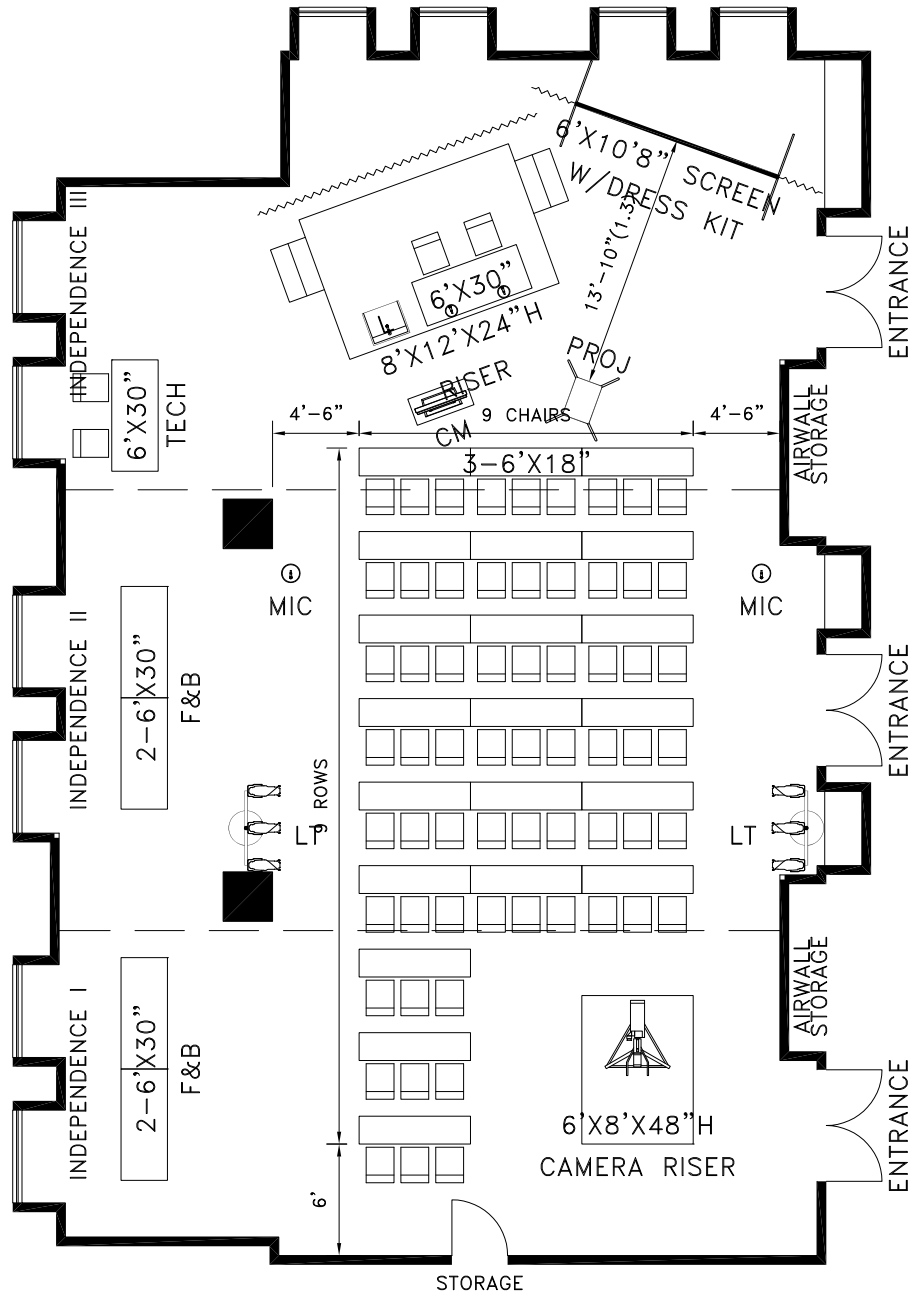 6'X10'8" SCREEN
W/DRESS KIT
INDEPENDENCE III
13'-10"(1.3)
ENTRANCE
6'X30"
8'X12'X24"H
RISER
PROJ
CM
6'X30"
TECH
4'-6"
9 CHAIRS
4'-6"
AIRWALL
STORAGE
3-6'X18"
MIC
MIC
INDEPENDENCE II
2-6'X30"
F&B
ENTRANCE
9 ROWS
LT
LT
AIRWALL
STORAGE
INDEPENDENCE I
2-6'X30"
F&B
6'X8'X48"H
CAMERA RISER
ENTRANCE
6'
STORAGE